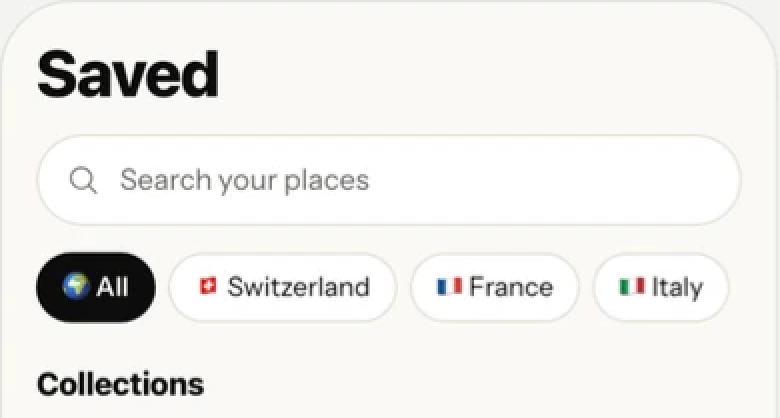 Saved
Search your places
🌍 All 🇨🇭 Switzerland 🇫🇷 France 🇮🇹 Italy
Collections